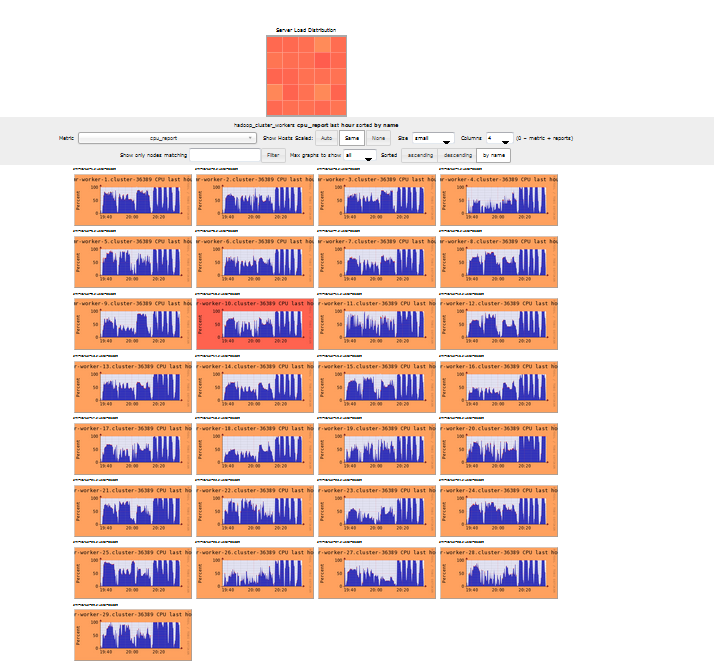 Server Load Distribution
hadoop_cluster_workers cpu_report last hour sorted by name
Metric cpu_report × Show Hosts Scaled: Auto Same None Size small Columns 4 (0 = metric + reports)
Show only nodes matching Filter Max graphs to show all Sorted ascending descending by name
r-worker-1.cluster-36389 CPU last hou
Percent
100
50
0
19:40 20:00 20:20
r-worker-2.cluster-36389 CPU last hou
Percent
100
50
0
19:40 20:00 20:20
r-worker-3.cluster-36389 CPU last hou
Percent
100
50
0
19:40 20:00 20:20
r-worker-4.cluster-36389 CPU last hou
Percent
100
50
0
19:40 20:00 20:20
r-worker-5.cluster-36389 CPU last hou
Percent
100
50
0
19:40 20:00 20:20
r-worker-6.cluster-36389 CPU last hou
Percent
100
50
0
19:40 20:00 20:20
r-worker-7.cluster-36389 CPU last hou
Percent
100
50
0
19:40 20:00 20:20
r-worker-8.cluster-36389 CPU last hou
Percent
100
50
0
19:40 20:00 20:20
r-worker-9.cluster-36389 CPU last hou
Percent
100
50
0
19:40 20:00 20:20
r-worker-10.cluster-36389 CPU last ho
Percent
100
50
0
19:40 20:00 20:20
r-worker-11.cluster-36389 CPU last ho
Percent
100
50
0
19:40 20:00 20:20
r-worker-12.cluster-36389 CPU last ho
Percent
100
50
0
19:40 20:00 20:20
r-worker-13.cluster-36389 CPU last ho
Percent
100
50
0
19:40 20:00 20:20
r-worker-14.cluster-36389 CPU last ho
Percent
100
50
0
19:40 20:00 20:20
r-worker-15.cluster-36389 CPU last ho
Percent
100
50
0
19:40 20:00 20:20
r-worker-16.cluster-36389 CPU last ho
Percent
100
50
0
19:40 20:00 20:20
r-worker-17.cluster-36389 CPU last ho
Percent
100
50
0
19:40 20:00 20:20
r-worker-18.cluster-36389 CPU last ho
Percent
100
50
0
19:40 20:00 20:20
r-worker-19.cluster-36389 CPU last ho
Percent
100
50
0
19:40 20:00 20:20
r-worker-20.cluster-36389 CPU last ho
Percent
100
50
0
19:40 20:00 20:20
r-worker-21.cluster-36389 CPU last ho
Percent
100
50
0
19:40 20:00 20:20
r-worker-22.cluster-36389 CPU last ho
Percent
100
50
0
19:40 20:00 20:20
r-worker-23.cluster-36389 CPU last ho
Percent
100
50
0
19:40 20:00 20:20
r-worker-24.cluster-36389 CPU last ho
Percent
100
50
0
19:40 20:00 20:20
r-worker-25.cluster-36389 CPU last ho
Percent
100
50
0
19:40 20:00 20:20
r-worker-26.cluster-36389 CPU last ho
Percent
100
50
0
19:40 20:00 20:20
r-worker-27.cluster-36389 CPU last ho
Percent
100
50
0
19:40 20:00 20:20
r-worker-28.cluster-36389 CPU last ho
Percent
100
50
0
19:40 20:00 20:20
r-worker-29.cluster-36389 CPU last ho
Percent
100
50
0
19:40 20:00 20:20